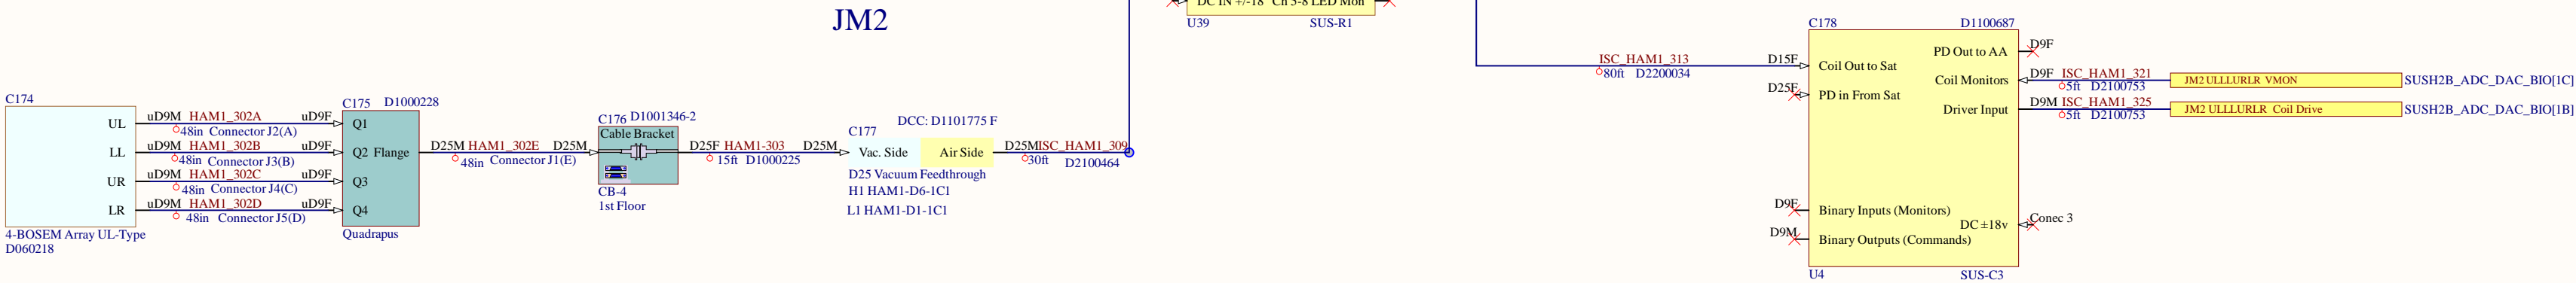 JM2
DC IN +/-18 Ch 5-8 LED Mon
U39 SUS-R1
C174
UL
LL
UR
LR
4-BOSEM Array UL-Type
D060218
uD9M HAM1_302A uD9F
48in Connector J2(A)
uD9M HAM1_302B uD9F
48in Connector J3(B)
uD9M HAM1_302C uD9F
48in Connector J4(C)
uD9M HAM1_302D uD9F
48in Connector J5(D)
C175 D1000228
Q1
Q2 Flange
Q3
Q4
Quadrapus
D25M HAM1_302E D25M
48in Connector J1(E)
C176 D1001346-2
Cable Bracket
CB-4
1st Floor
D25F HAM1-303 D25M
15ft D1000225
DCC: D1101775 F
C177
Vac. Side Air Side
D25 Vacuum Feedthrough
H1 HAM1-D6-1C1
L1 HAM1-D1-1C1
D25M ISC_HAM1_309
30ft D2100464
ISC_HAM1_313 D15F
80ft D2200034
D25F
D9F
D9M
C178 D1100687
PD Out to AA
Coil Out to Sat
Coil Monitors
PD in From Sat
Driver Input
Binary Inputs (Monitors)
DC ±18v
Binary Outputs (Commands)
U4 SUS-C3
D9F
D9F ISC_HAM1_321
5ft D2100753
D9M ISC_HAM1_325
5ft D2100753
Conec 3
JM2 ULLLURLR VMON SUSH2B_ADC_DAC_BIO[1C]
JM2 ULLLURLR Coil Drive SUSH2B_ADC_DAC_BIO[1B]